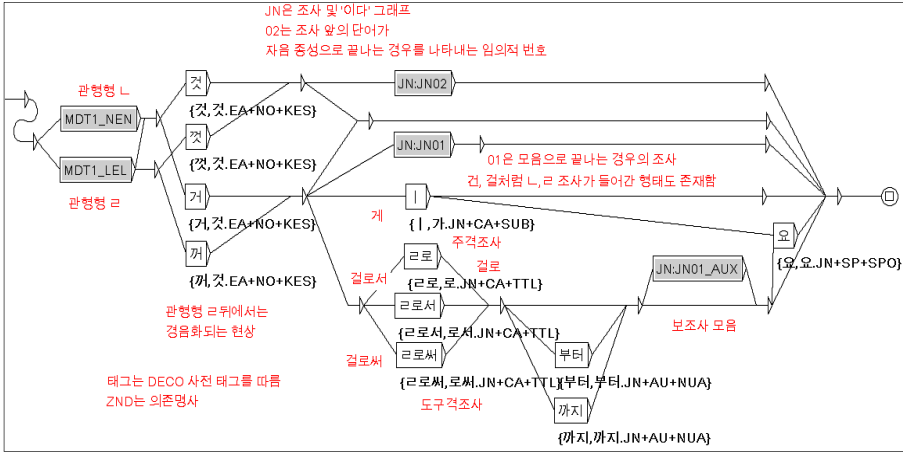 JN은 조사 및'이다' 그래프
02는 조사 앞의 단어가
자음 종성으로 끝나는 경우를 나타내는 임의적 번호
관형형 ㄴ
것
JN:JN02
{것,것.EA+NO+KES}
MDT1_NEN
껏
{껏,것.EA+NO+KES}
JN:JN01
01은 모음으로 끝나는 경우의 조사
건, 걸처럼 ㄴ,ㄹ 조사가 들어간 형태도 존재함
MDT1_LEL
관형형 ㄹ
거
{거,것.EA+NO+KES}
게
ㅣ
{ㅣ,가.JN+CA+SUB}
주격조사
요
{요,요.JN+SP+SPO}
꺼
{꺼,것.EA+NO+KES}
걸로서
ㄹ로
걸로
{ㄹ로,로.JN+CA+TTL}
JN:JN01_AUX
보조사 모음
관형형 ㄹ뒤에서는
경음화되는 현상
ㄹ로서
{ㄹ로서,로서.JN+CA+TTL}
걸로써
ㄹ로써
{ㄹ로써,로써.JN+CA+TTL}
도구격조사
부터
{부터,부터.JN+AU+NUA}
까지
{까지,까지.JN+AU+NUA}
태그는 DECO 사전 태그를 따름
ZND는 의존명사